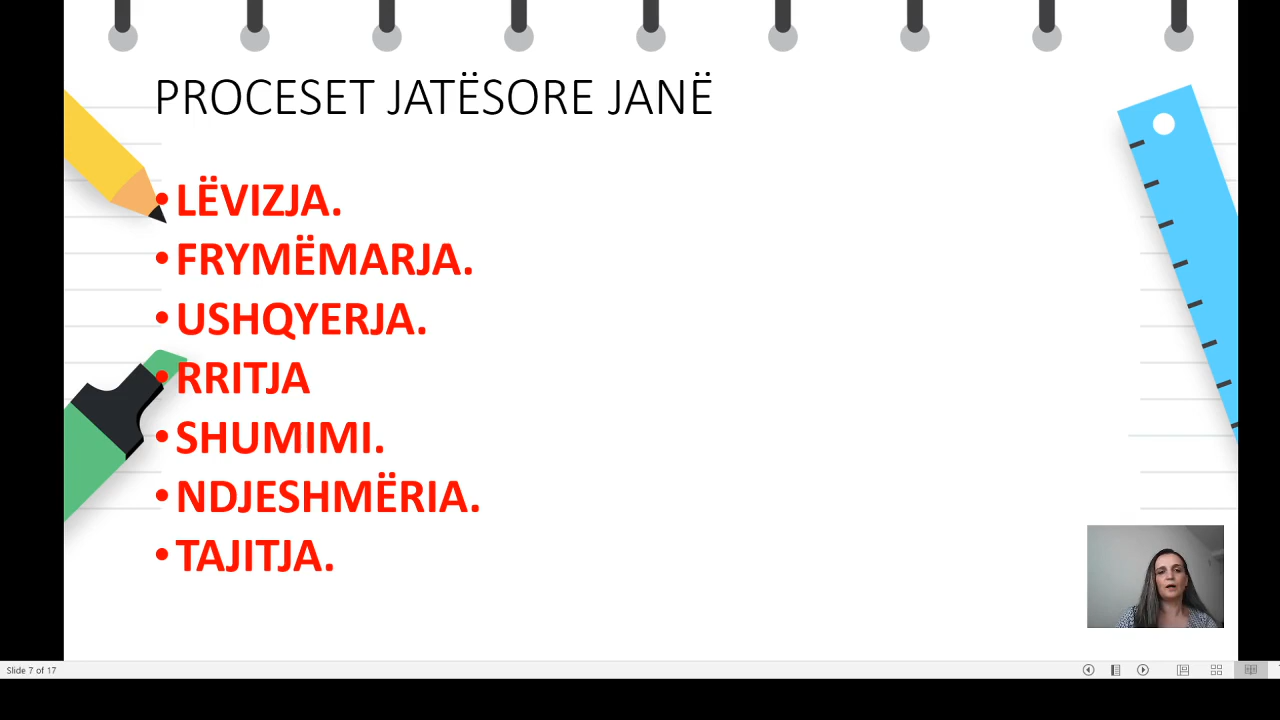 PROCESET JATËSORE JANË
• LËVIZJA.
• FRYMËMARJA.
• USHQYERJA.
• RRITJA
• SHUMIMI.
• NDJESHMËRIA.
• TAJITJA.
Slide 7 of 17